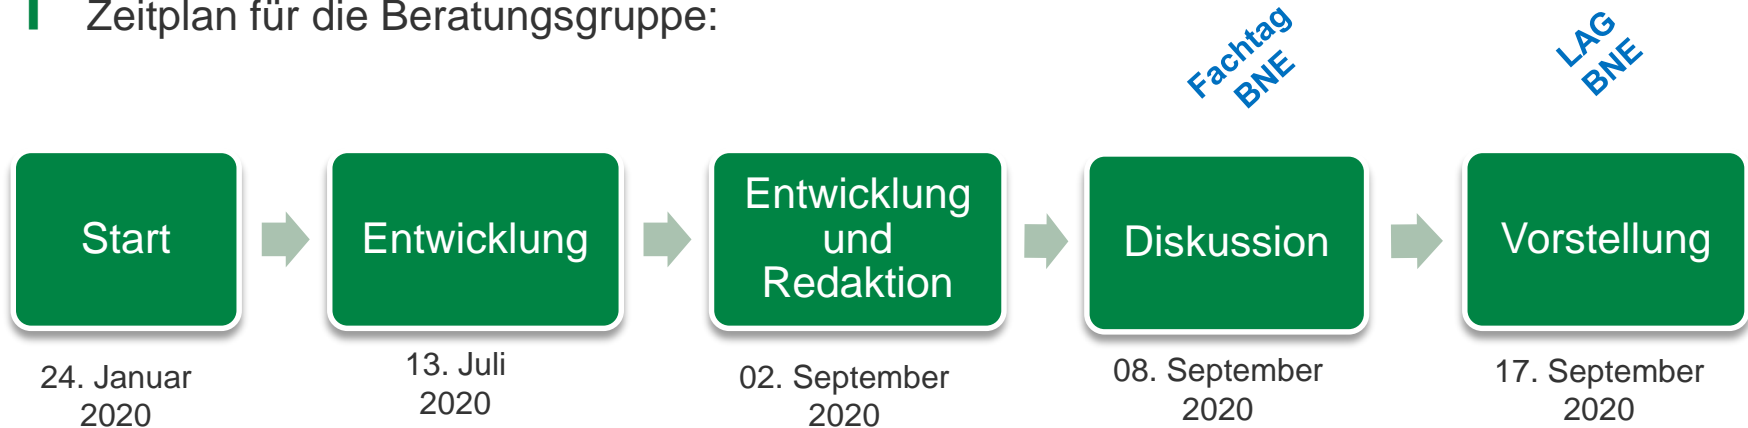 Zeitplan für die Beratungsgruppe:
Fachtag
BNE
LAG
BNE
Start
Entwicklung
Entwicklung
und
Redaktion
Diskussion
Vorstellung
24. Januar
2020
13. Juli
2020
02. September
2020
08. September
2020
17. September
2020